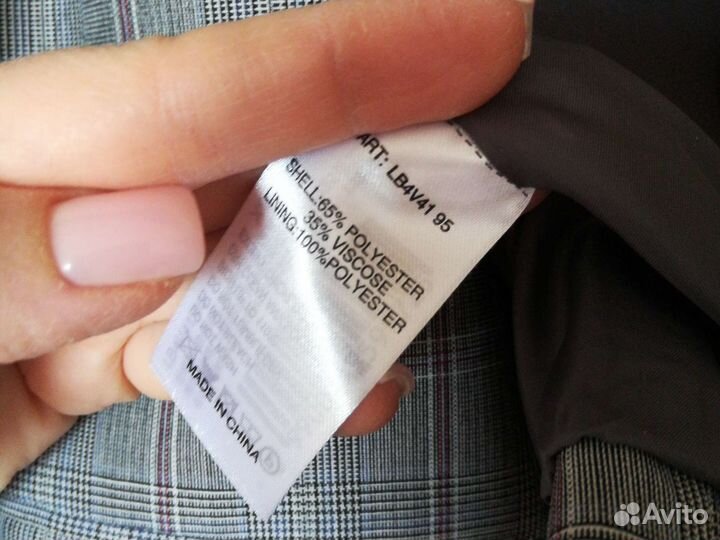 ART: LB4V41 95
SHELL:65% POLYESTER
35% VISCOSE
LINING:100%POLYESTER
MADE IN CHINA
Avito